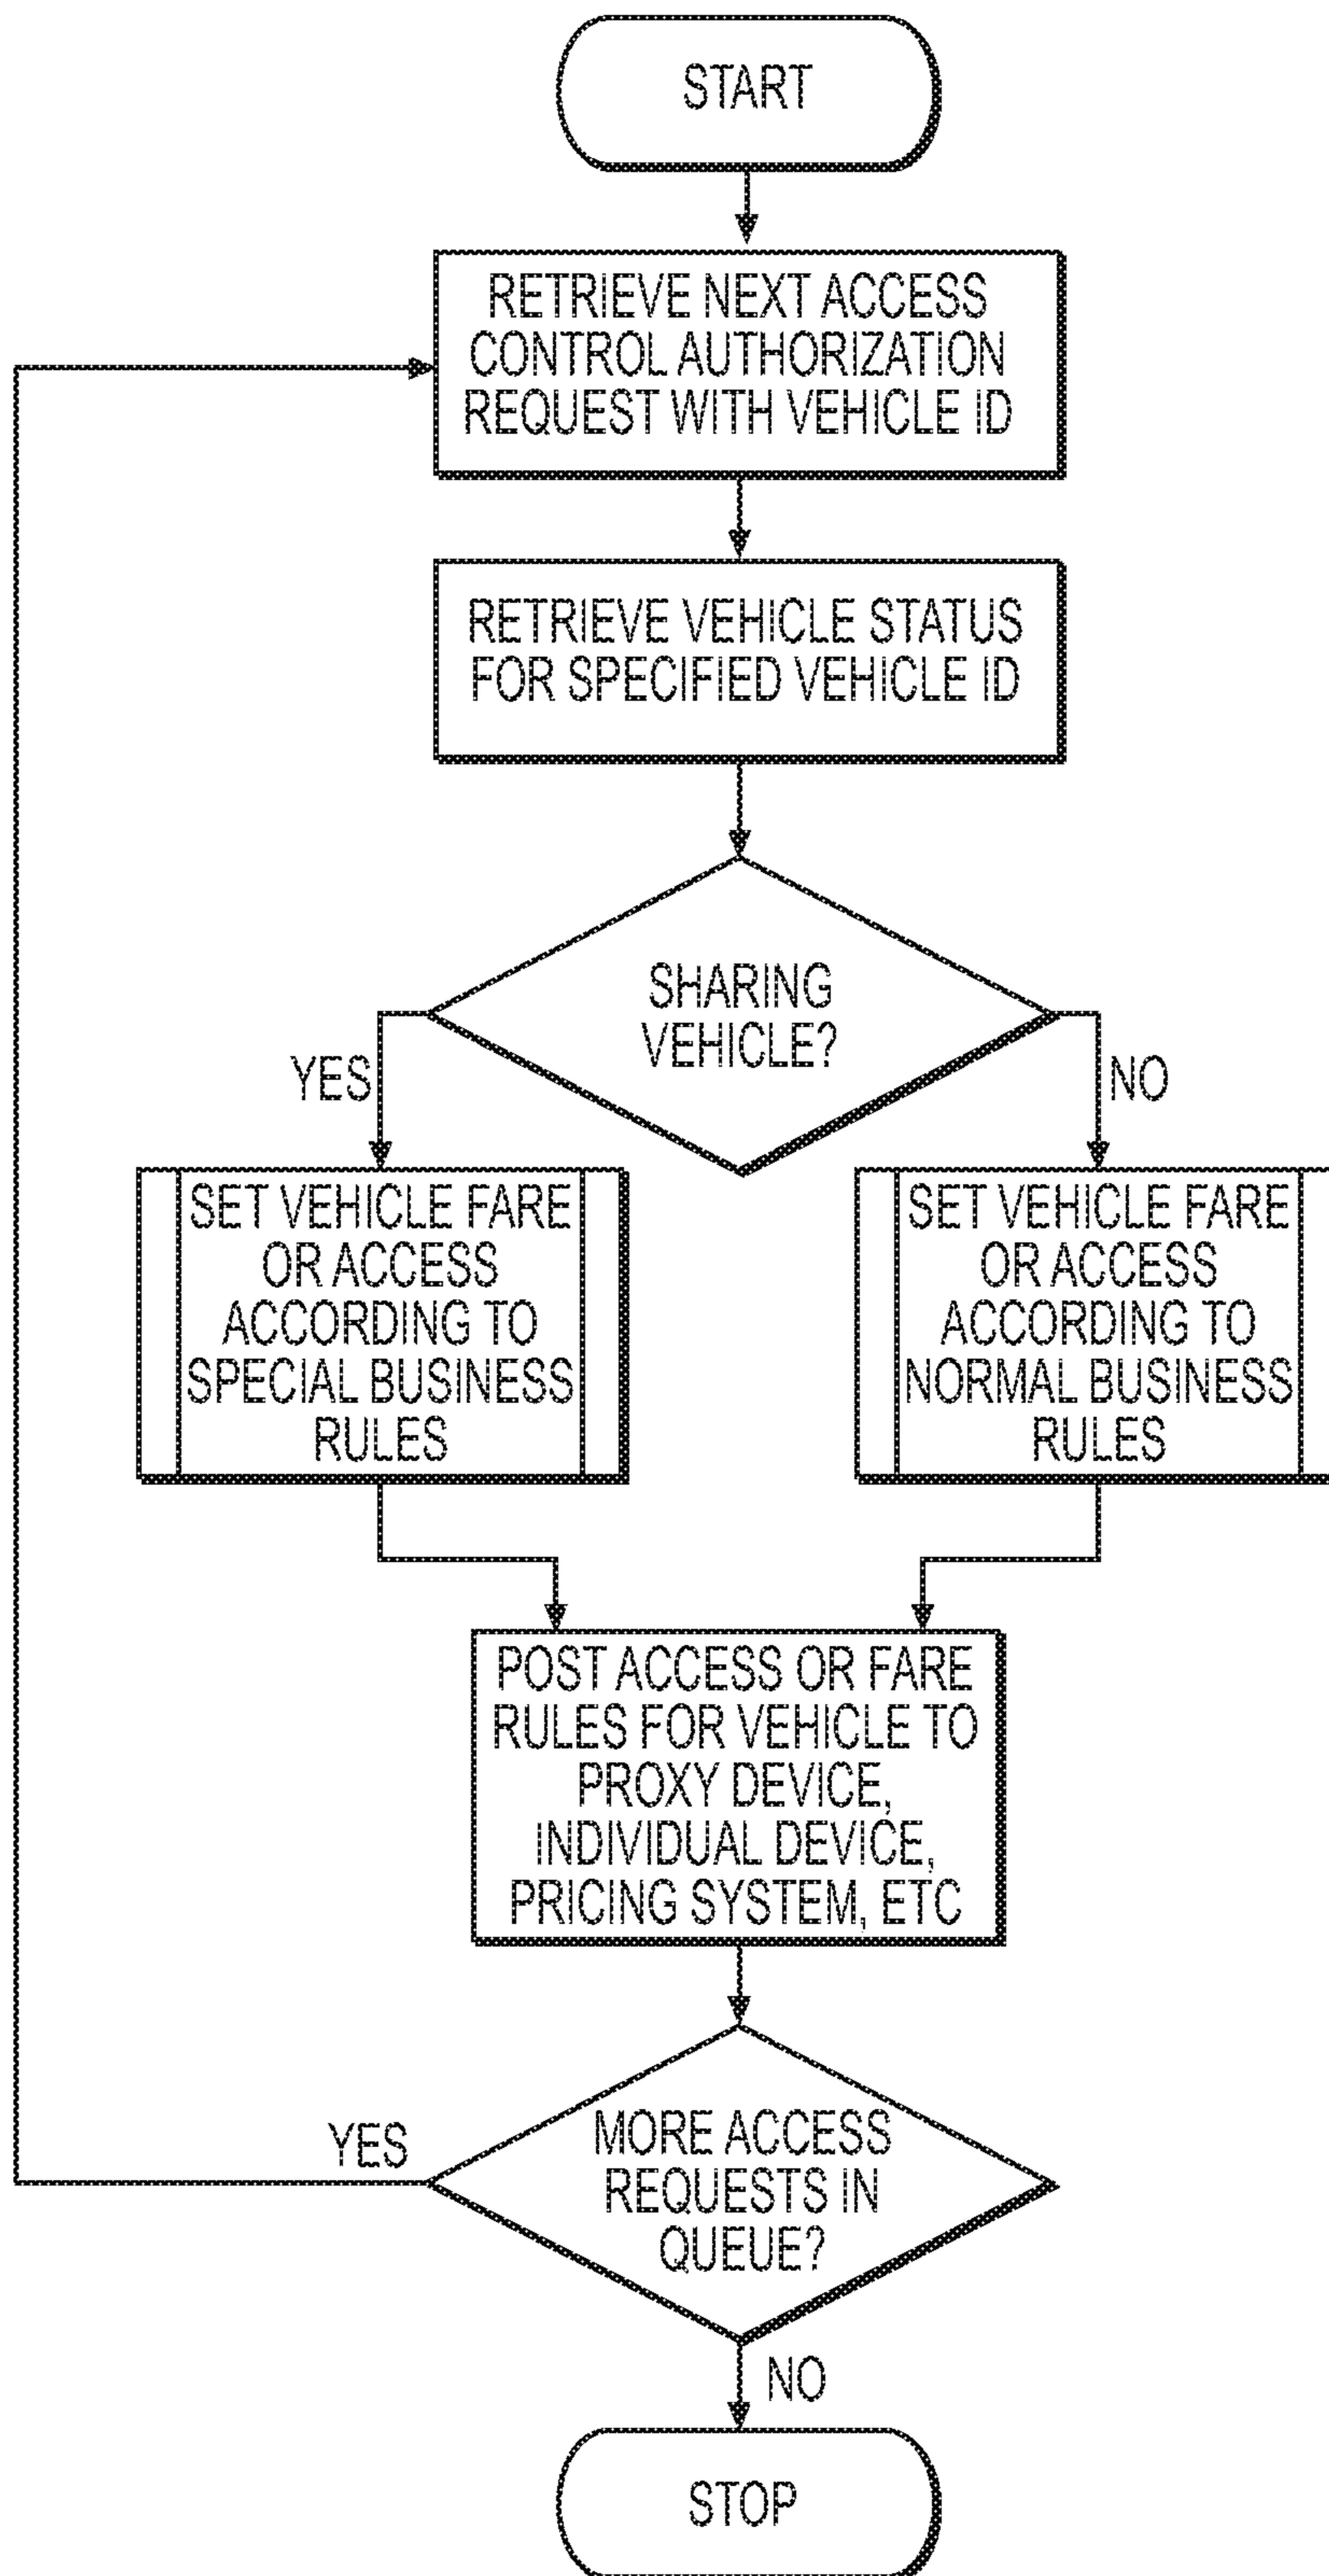 START
RETRIEVE NEXT ACCESS
CONTROL AUTHORIZATION
REQUEST WITH VEHICLE ID
RETRIEVE VEHICLE STATUS
FOR SPECIFIED VEHICLE ID
SHARING
VEHICLE?
YES
NO
SET VEHICLE FARE
OR ACCESS
ACCORDING TO
SPECIAL BUSINESS
RULES
SET VEHICLE FARE
OR ACCESS
ACCORDING TO
NORMAL BUSINESS
RULES
POST ACCESS OR FARE
RULES FOR VEHICLE TO
PROXY DEVICE,
INDIVIDUAL DEVICE,
PRICING SYSTEM, ETC
MORE ACCESS
REQUESTS IN
QUEUE?
YES
NO
STOP